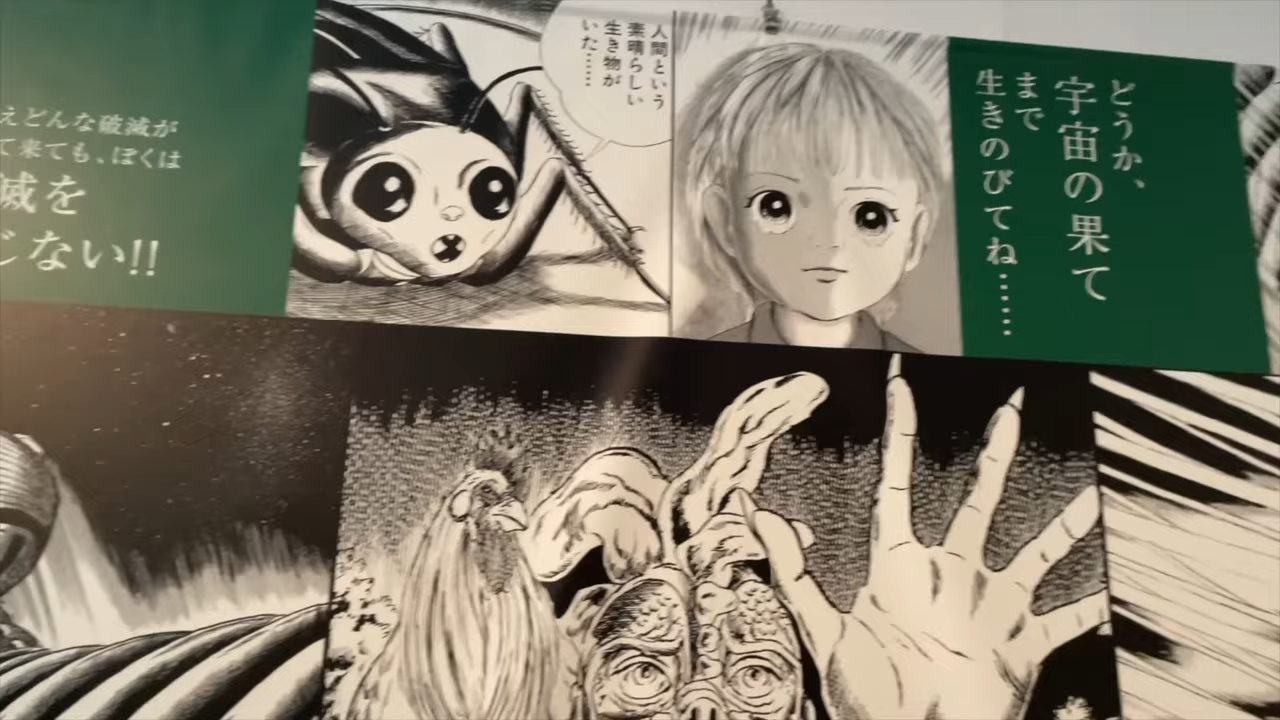 えどんな破滅が
て来ても、ぼくは
滅を
じない!!
人間という
素晴らしい
生き物が
いた……
どうか、
宇宙の果て
まで
生きのびてね……